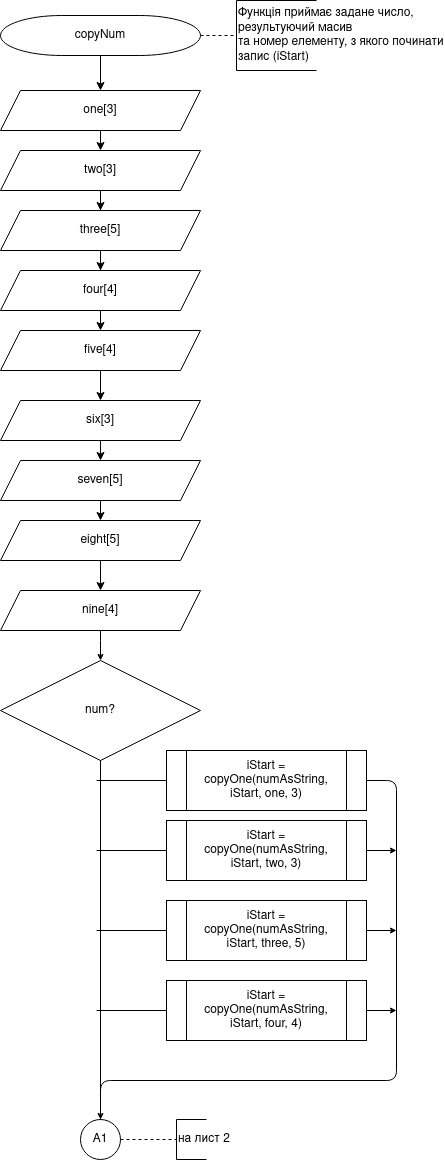 copyNum
Функція приймає задане число,
результуючий масив
та номер елементу, з якого починати
запис (iStart)
one[3]
two[3]
three[5]
four[4]
five[4]
six[3]
seven[5]
eight[5]
nine[4]
num?
iStart =
copyOne(numAsString,
iStart, one, 3)
iStart =
copyOne(numAsString,
iStart, two, 3)
iStart =
copyOne(numAsString,
iStart, three, 5)
iStart =
copyOne(numAsString,
iStart, four, 4)
A1
на лист 2